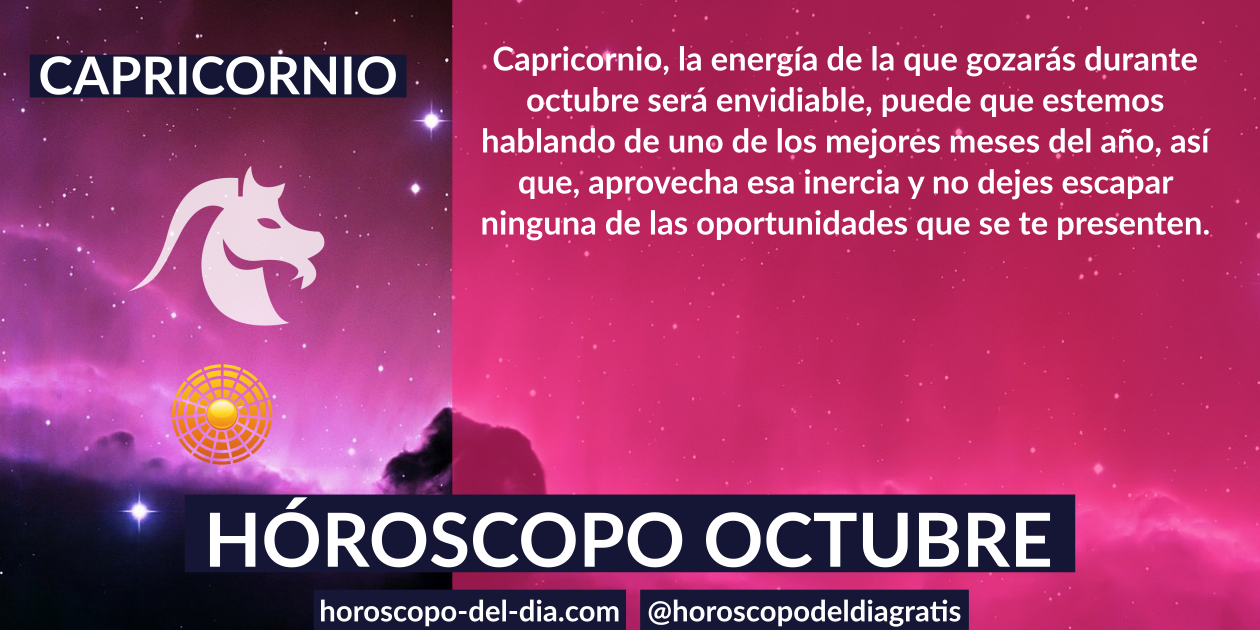 CAPRICORNIO
Capricornio, la energía de la que gozarás durante
octubre será envidiable, puede que estemos
hablando de uno de los mejores meses del año, así
que, aprovecha esa inercia y no dejes escapar
ninguna de las oportunidades que se te presenten.
HÓROSCOPO OCTUBRE
horoscopo-del-dia.com
@horoscopodeldiagratis